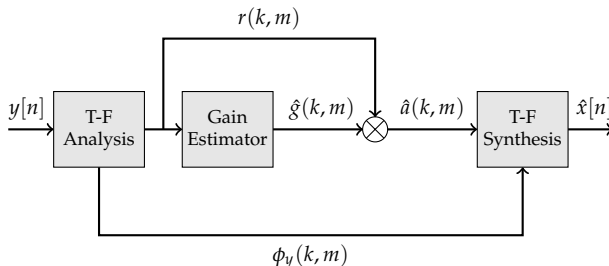 r(k, m)
y[n]
T-F
Analysis
Gain
Estimator
ĝ(k, m)
â(k, m)
T-F
Synthesis
x̂[n]
ϕ_y(k, m)